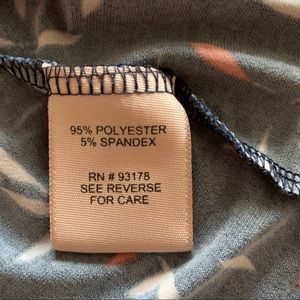 95% POLYESTER
5% SPANDEX
RN # 93178
SEE REVERSE
FOR CARE